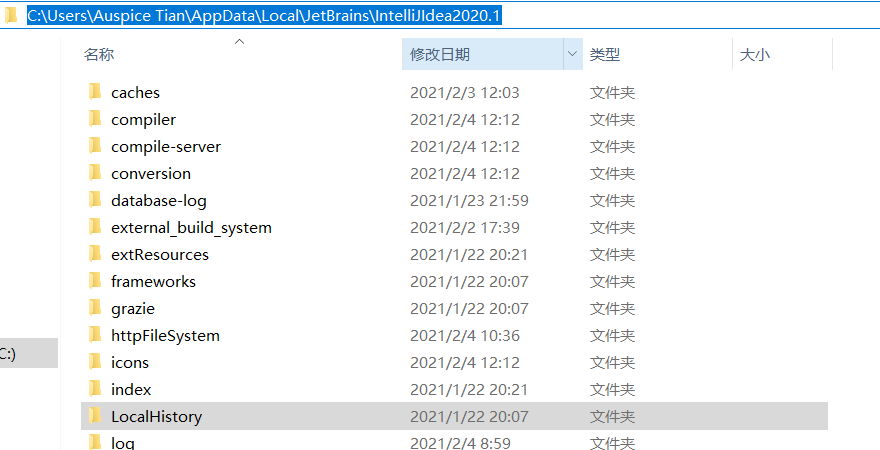 C:\Users\Auspice Tian\AppData\Local\JetBrains\IntelliJIdea2020.1
名称 修改日期 类型 大小
caches 2021/2/3 12:03 文件夹
compiler 2021/2/4 12:12 文件夹
compile-server 2021/2/4 12:12 文件夹
conversion 2021/2/4 12:12 文件夹
database-log 2021/1/23 21:59 文件夹
external_build_system 2021/2/2 17:39 文件夹
extResources 2021/1/22 20:21 文件夹
frameworks 2021/1/22 20:07 文件夹
grazie 2021/1/22 20:07 文件夹
httpFileSystem 2021/2/4 10:36 文件夹
C:)
icons 2021/2/4 12:12 文件夹
index 2021/1/22 20:21 文件夹
LocalHistory 2021/1/22 20:07 文件夹
log 2021/2/4 8:59 文件夹